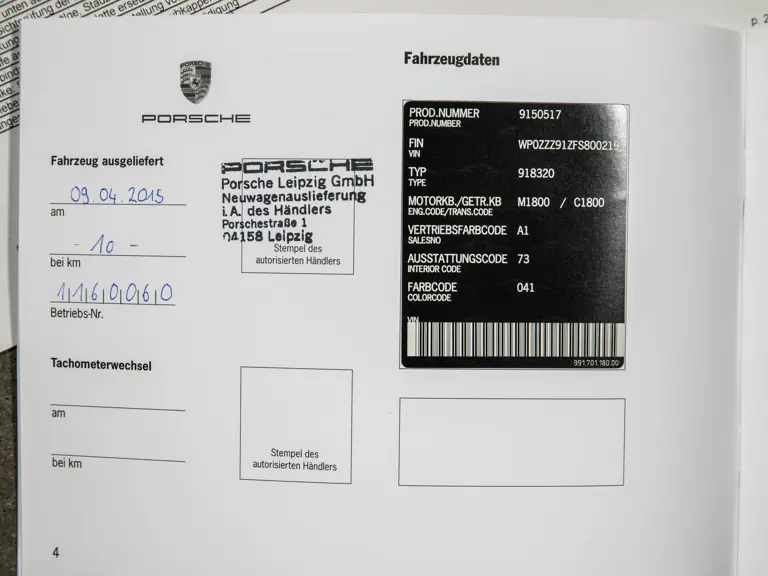 PORSCHE
Fahrzeugdaten
Fahrzeug ausgeliefert
09.04.2015
am
- 10 -
bei km
1160060
Betriebs-Nr.
PORSCHE
Porsche Leipzig GmbH
Neuwagenauslieferung
i.A. des Händlers
Porschestraße 1
04158 Leipzig
Stempel des
autorisierten Händlers
PROD.NUMMER 9150517
PROD.NUMBER
FIN WP0ZZZ91ZFS800219
VIN
TYP 918320
TYPE
MOTORKB./GETR.KB M1800 / C1800
ENG.CODE/TRANS.CODE
VERTRIEBSFARBCODE A1
SALESNO
AUSSTATTUNGSCODE 73
INTERIOR CODE
FARBCODE 041
COLORCODE
VIN
991.701.180.00
Tachometerwechsel
am
bei km
Stempel des
autorisierten Händlers
4